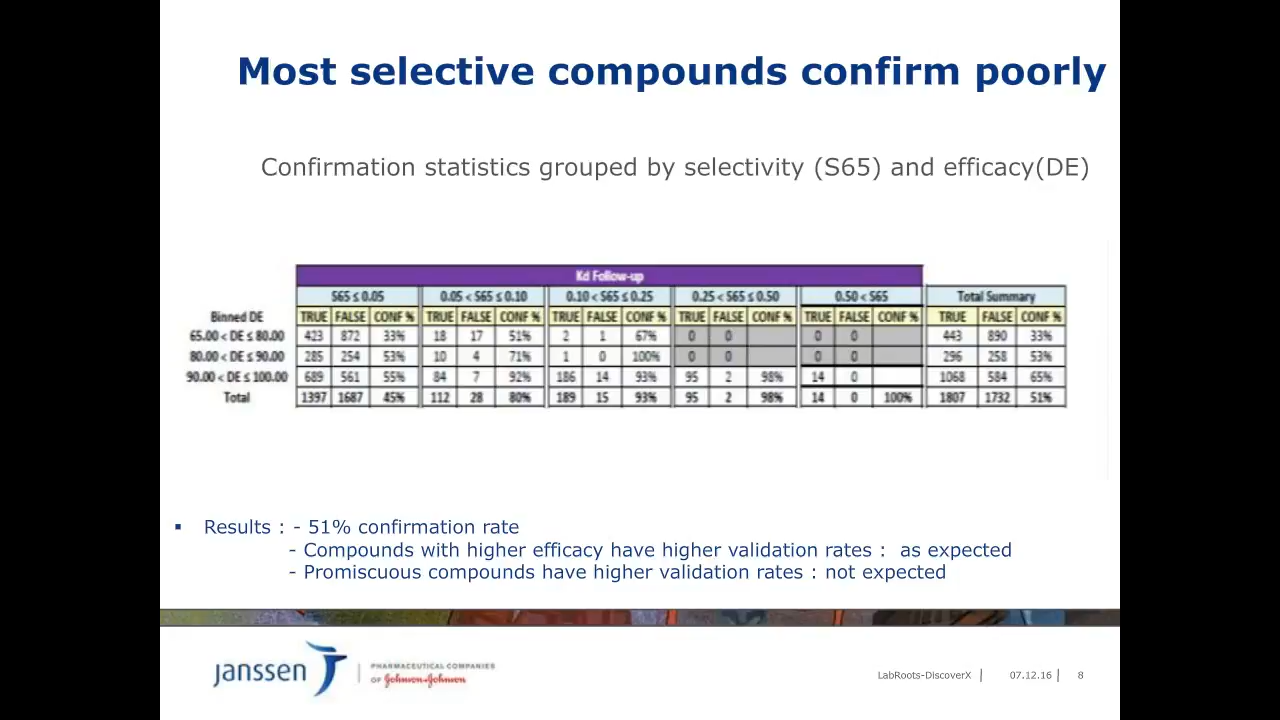 Most selective compounds confirm poorly
Confirmation statistics grouped by selectivity (S65) and efficacy(DE)
Kd Follow-up
S65 ≤ 0.05 0.05 < S65 ≤ 0.10 0.10 < S65 ≤ 0.25 0.25 < S65 ≤ 0.50 0.50 < S65 Total Summary
Binned DE TRUE FALSE CONF % TRUE FALSE CONF % TRUE FALSE CONF % TRUE FALSE CONF % TRUE FALSE CONF % TRUE FALSE CONF %
65.00 < DE ≤ 80.00 423 872 33% 18 17 51% 2 1 67% 0 0 0 0 443 890 33%
80.00 < DE ≤ 90.00 285 254 53% 10 4 71% 1 0 100% 0 0 0 0 296 258 53%
90.00 < DE ≤ 100.00 689 561 55% 84 7 92% 186 14 93% 95 2 98% 14 0 1068 584 65%
Total 1397 1687 45% 112 28 80% 189 15 93% 95 2 98% 14 0 100% 1807 1732 51%
▪ Results : - 51% confirmation rate
- Compounds with higher efficacy have higher validation rates : as expected
- Promiscuous compounds have higher validation rates : not expected
janssen
PHARMACEUTICAL COMPANIES
OF Johnson & Johnson
LabRoots-DiscoverX | 07.12.16 | 8